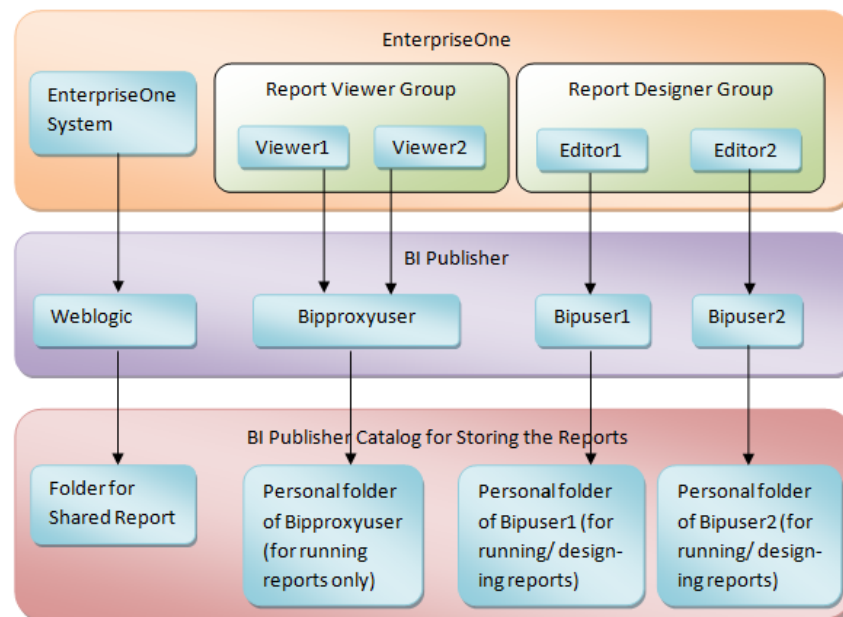 EnterpriseOne
EnterpriseOne
System
Report Viewer Group
Viewer1
Viewer2
Report Designer Group
Editor1
Editor2
BI Publisher
Weblogic
Bipproxyuser
Bipuser1
Bipuser2
BI Publisher Catalog for Storing the Reports
Folder for
Shared Report
Personal folder
of Bipproxyuser
(for running
reports only)
Personal folder
of Bipuser1 (for
running/ design-
ing reports)
Personal folder
of Bipuser2 (for
running/ design-
ing reports)